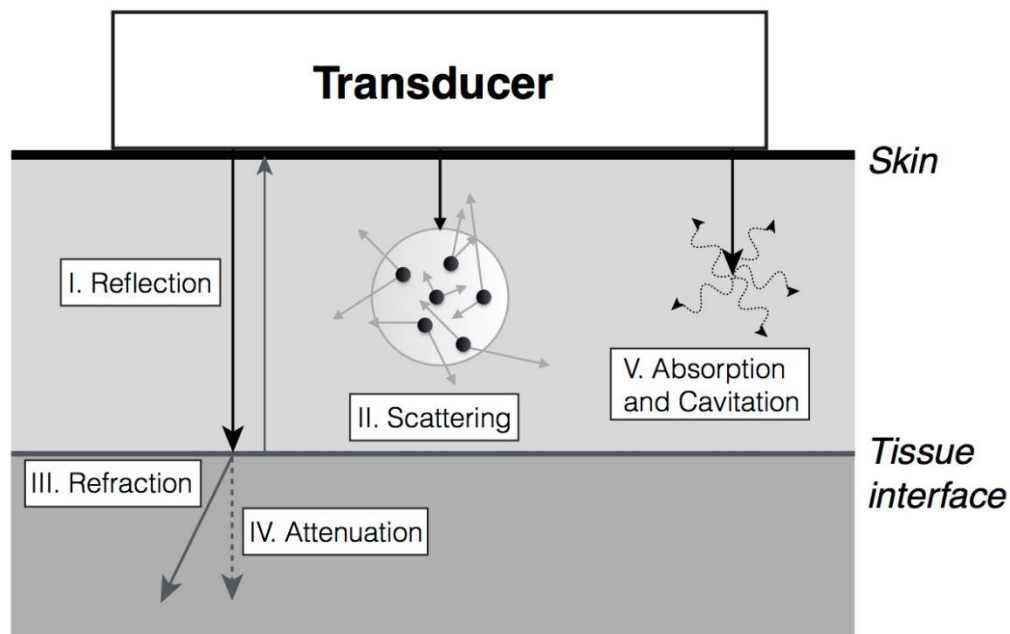 Transducer
Skin
I. Reflection
II. Scattering
V. Absorption
and Cavitation
Tissue
interface
III. Refraction
IV. Attenuation